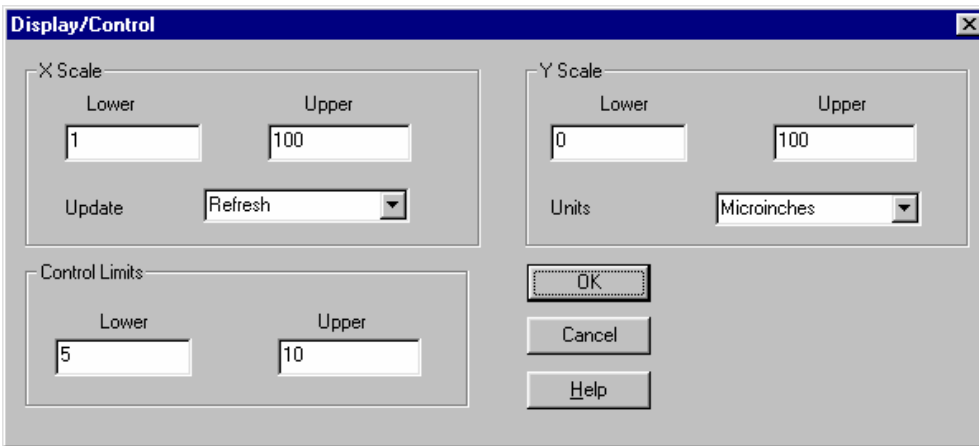 Display/Control
X Scale
Lower Upper
1 100
Update Refresh
Y Scale
Lower Upper
0 100
Units Microinches
Control Limits
Lower Upper
5 10
OK
Cancel
Help